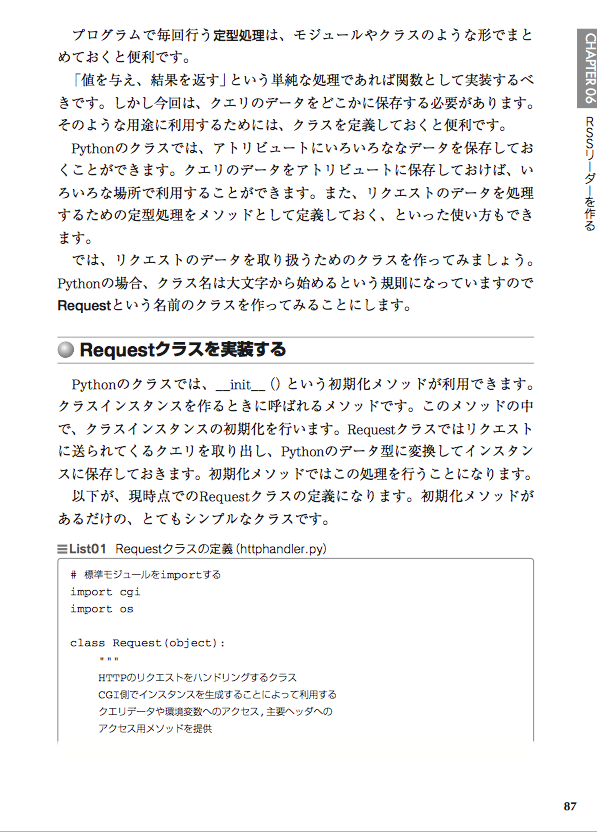 プログラムで毎回行う定型処理は、モジュールやクラスのような形でまと
めておくと便利です。
「値を与え、結果を返す」という単純な処理であれば関数として実装するべ
きです。しかし今回は、クエリのデータをどこかに保存する必要があります。
そのような用途に利用するためには、クラスを定義しておくと便利です。
Pythonのクラスでは、アトリビュートにいろいろななデータを保存してお
くことができます。クエリのデータをアトリビュートに保存しておけば、い
ろいろな場所で利用することができます。また、リクエストのデータを処理
するための定型処理をメソッドとして定義しておく、といった使い方もでき
ます。
では、リクエストのデータを取り扱うためのクラスを作ってみましょう。
Pythonの場合、クラス名は大文字から始めるという規則になっていますので
Requestという名前のクラスを作ってみることにします。
Requestクラスを実装する
Pythonのクラスでは、__init__()という初期化メソッドが利用できます。
クラスインスタンスを作るときに呼ばれるメソッドです。このメソッドの中
で、クラスインスタンスの初期化を行います。Requestクラスではリクエスト
に送られてくるクエリを取り出し、Pythonのデータ型に変換してインスタン
スに保存しておきます。初期化メソッドではこの処理を行うことになります。
以下が、現時点でのRequestクラスの定義になります。初期化メソッドが
あるだけの、とてもシンプルなクラスです。
List01 Requestクラスの定義(httphandler.py)
# 標準モジュールをimportする
import cgi
import os
class Request(object):
"""
HTTPのリクエストをハンドリングするクラス
CGI側でインスタンスを生成することによって利用する
クエリデータや環境変数へのアクセス,主要ヘッダへの
アクセス用メソッドを提供
CHAPTER 06
RSSリーダーを作る
87